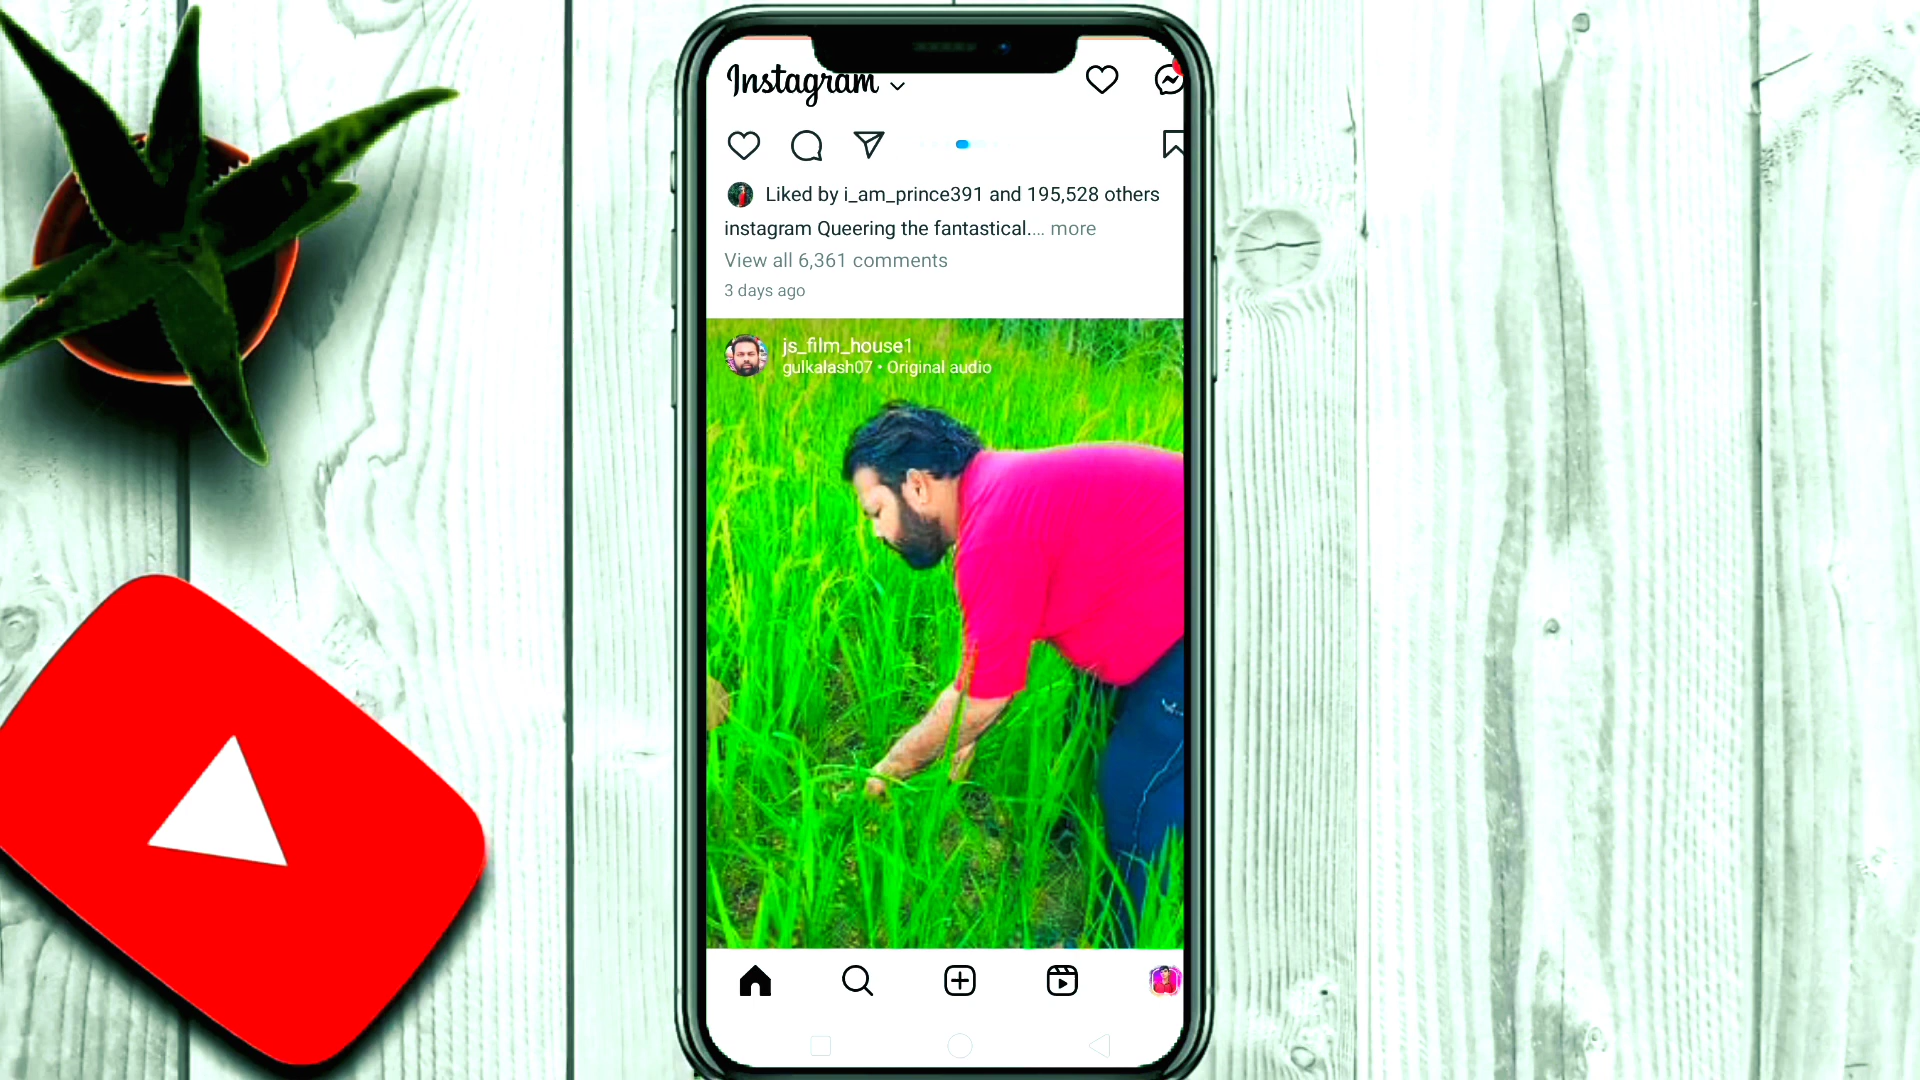 Instagram
Liked by i_am_prince391 and 195,528 others
instagram Queering the fantastical.... more
View all 6,361 comments
3 days ago
js_film_house1
gulkalash07 • Original audio